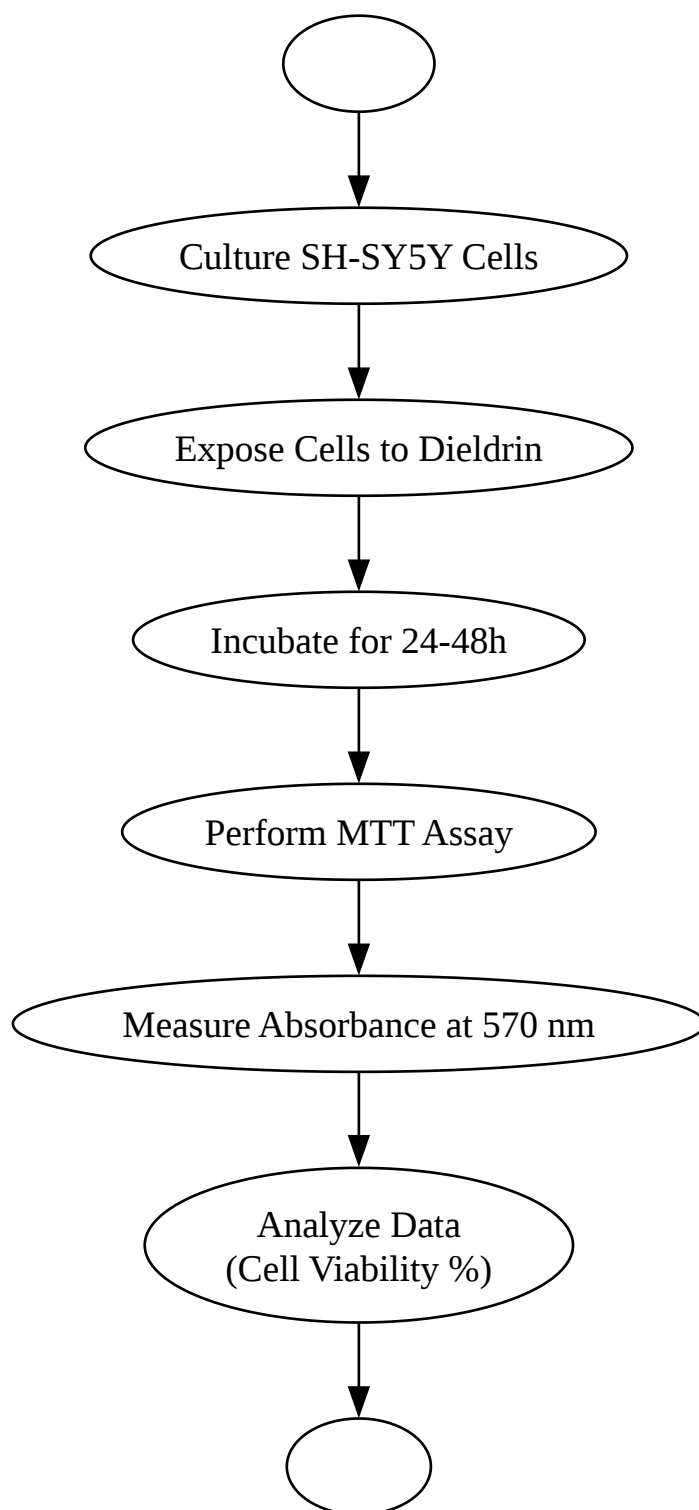 Culture SH-SY5Y Cells
Expose Cells to Dieldrin
Incubate for 24-48h
Perform MTT Assay
Measure Absorbance at 570 nm
Analyze Data
(Cell Viability %)